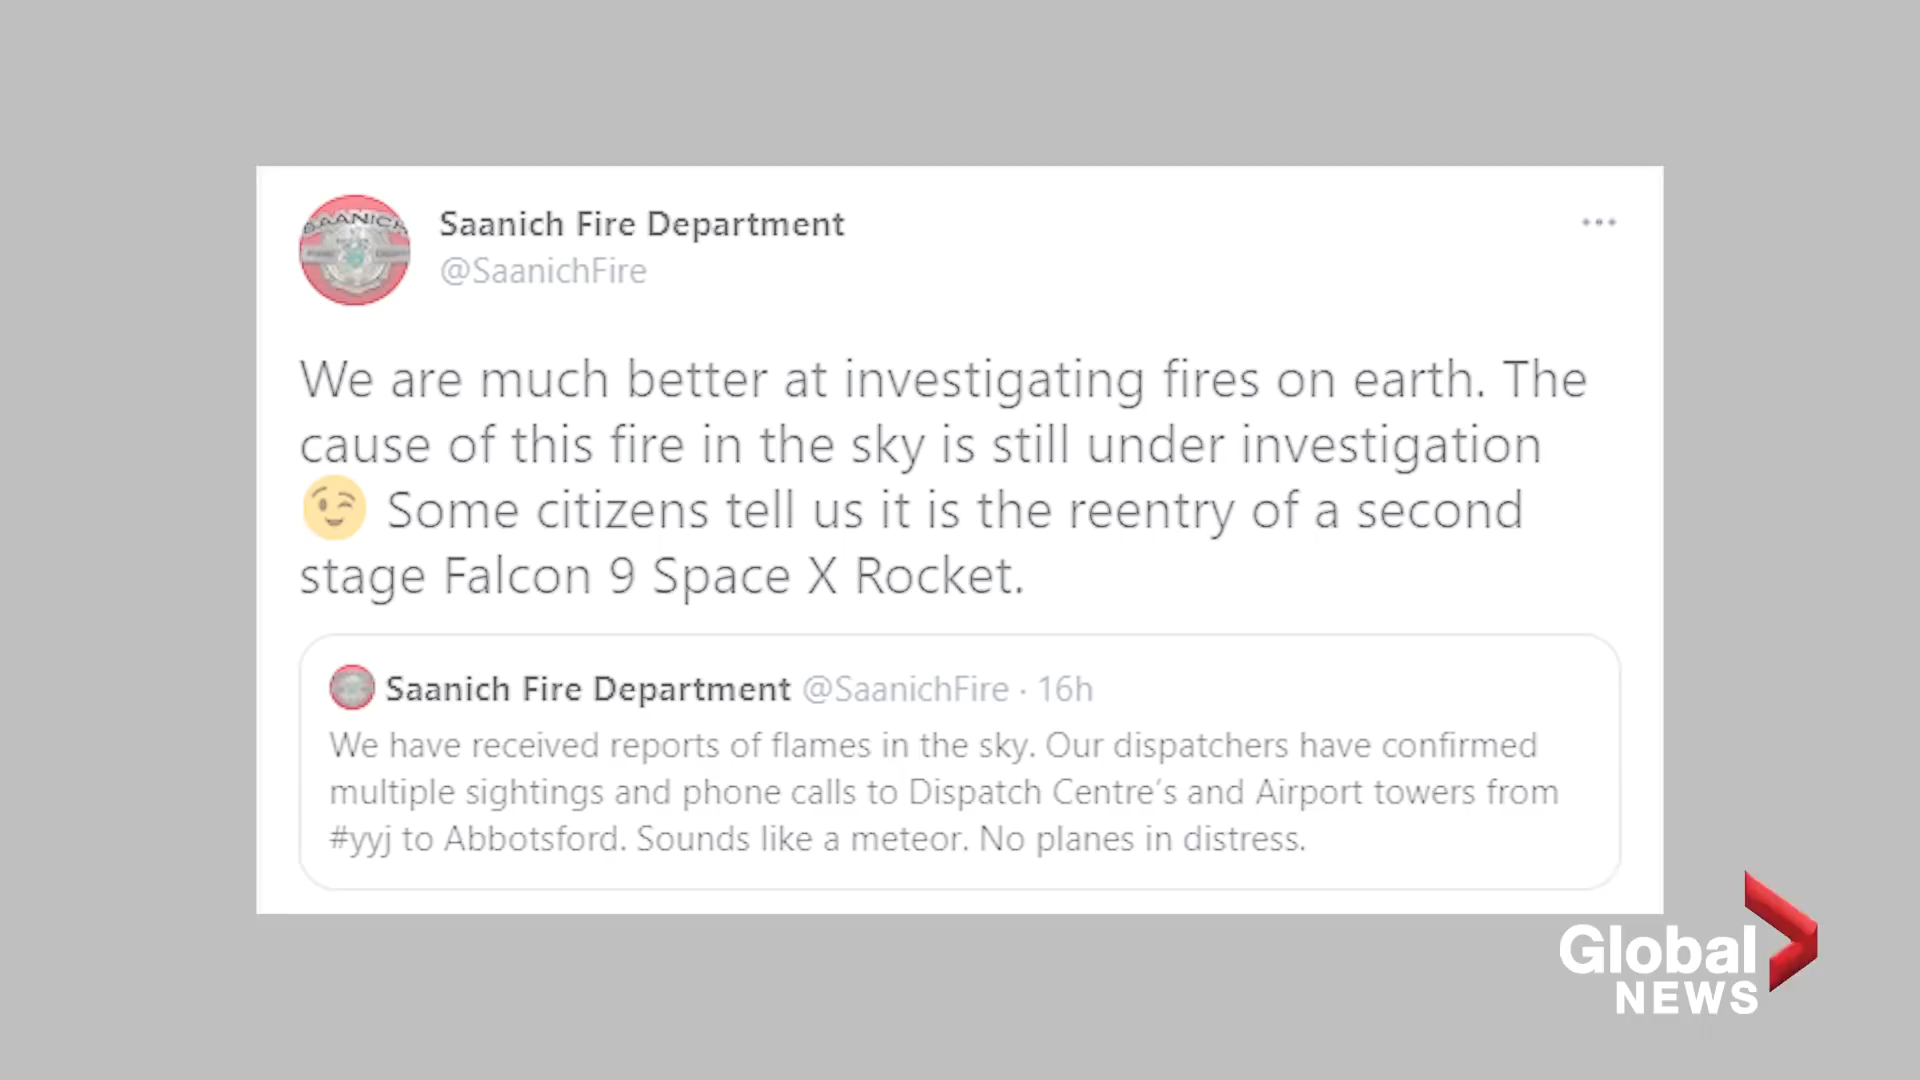 Saanich Fire Department
@SaanichFire
We are much better at investigating fires on earth. The
cause of this fire in the sky is still under investigation
😉 Some citizens tell us it is the reentry of a second
stage Falcon 9 Space X Rocket.
Saanich Fire Department @SaanichFire · 16h
We have received reports of flames in the sky. Our dispatchers have confirmed
multiple sightings and phone calls to Dispatch Centre's and Airport towers from
#yyj to Abbotsford. Sounds like a meteor. No planes in distress.
Global
NEWS
SAANICH